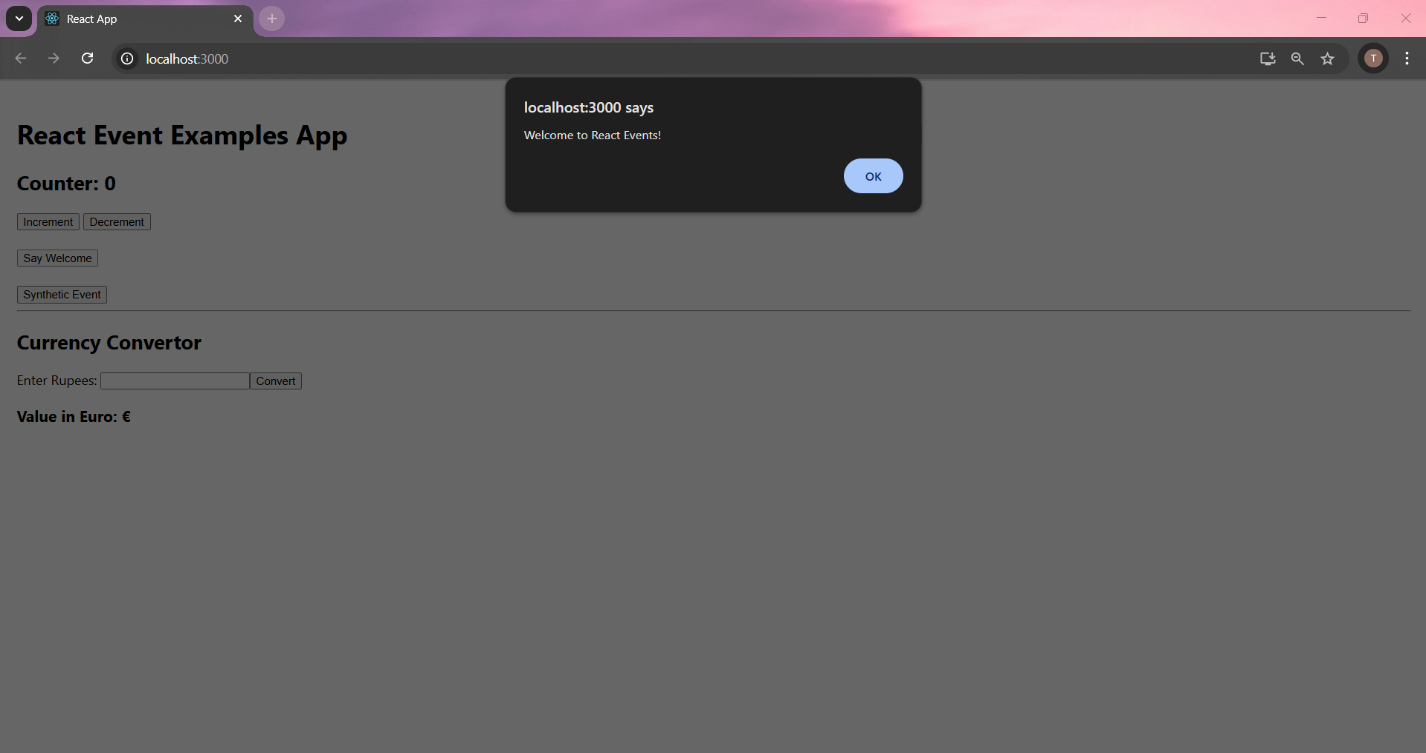 React App
localhost:3000
T
localhost:3000 says
Welcome to React Events!
OK
React Event Examples App
Counter: 0
Increment Decrement
Say Welcome
Synthetic Event
Currency Convertor
Enter Rupees: Convert
Value in Euro: €